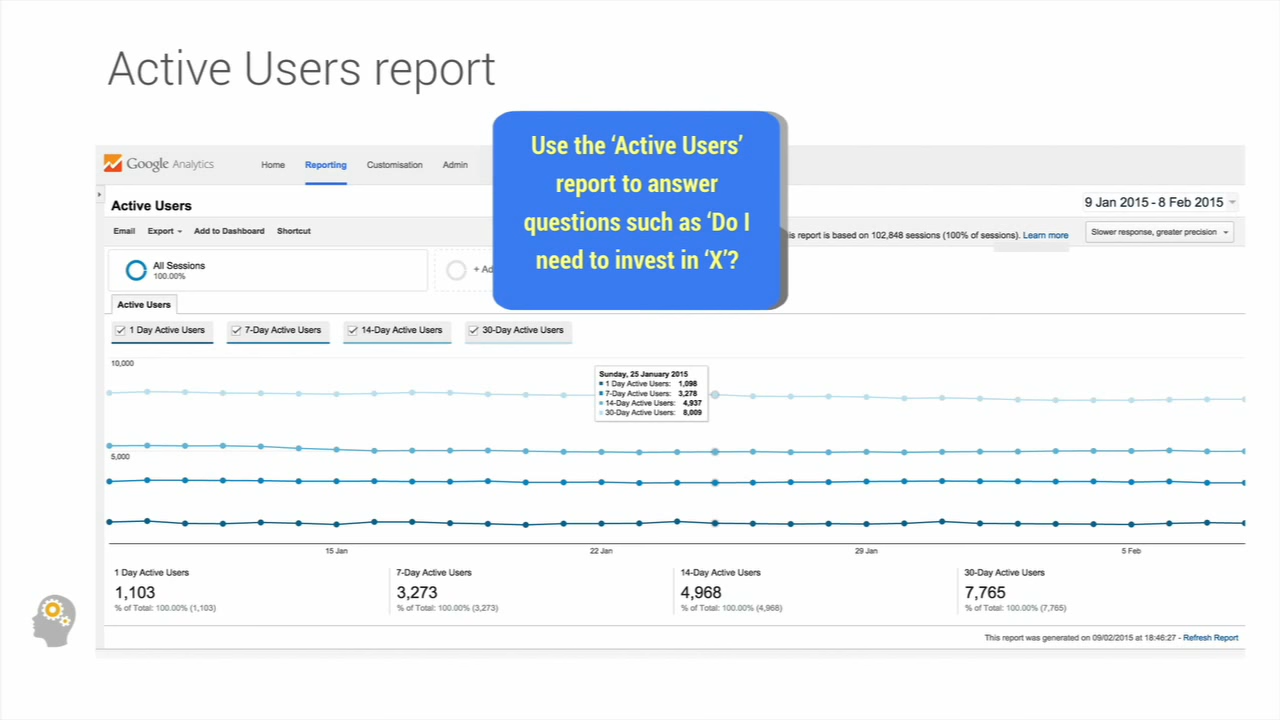 Active Users report
Use the ‘Active Users’
report to answer
questions such as ‘Do I
need to invest in ‘X’?
Google Analytics
Home Reporting Customisation Admin
Active Users
9 Jan 2015 - 8 Feb 2015
Email Export Add to Dashboard Shortcut
report is based on 102,848 sessions (100% of sessions). Learn more
Slower response, greater precision
All Sessions
100.00%
+
Active Users
1 Day Active Users 7-Day Active Users 14-Day Active Users 30-Day Active Users
10,000
5,000
Sunday, 25 January 2015
1 Day Active Users: 1,098
7-Day Active Users: 3,278
14-Day Active Users: 4,937
30-Day Active Users: 8,009
15 Jan 22 Jan 29 Jan 5 Feb
1 Day Active Users
1,103
% of Total: 100.00% (1,103)
7-Day Active Users
3,273
% of Total: 100.00% (3,273)
14-Day Active Users
4,968
% of Total: 100.00% (4,968)
30-Day Active Users
7,765
% of Total: 100.00% (7,765)
This report was generated on 09/02/2015 at 18:46:27 - Refresh Report